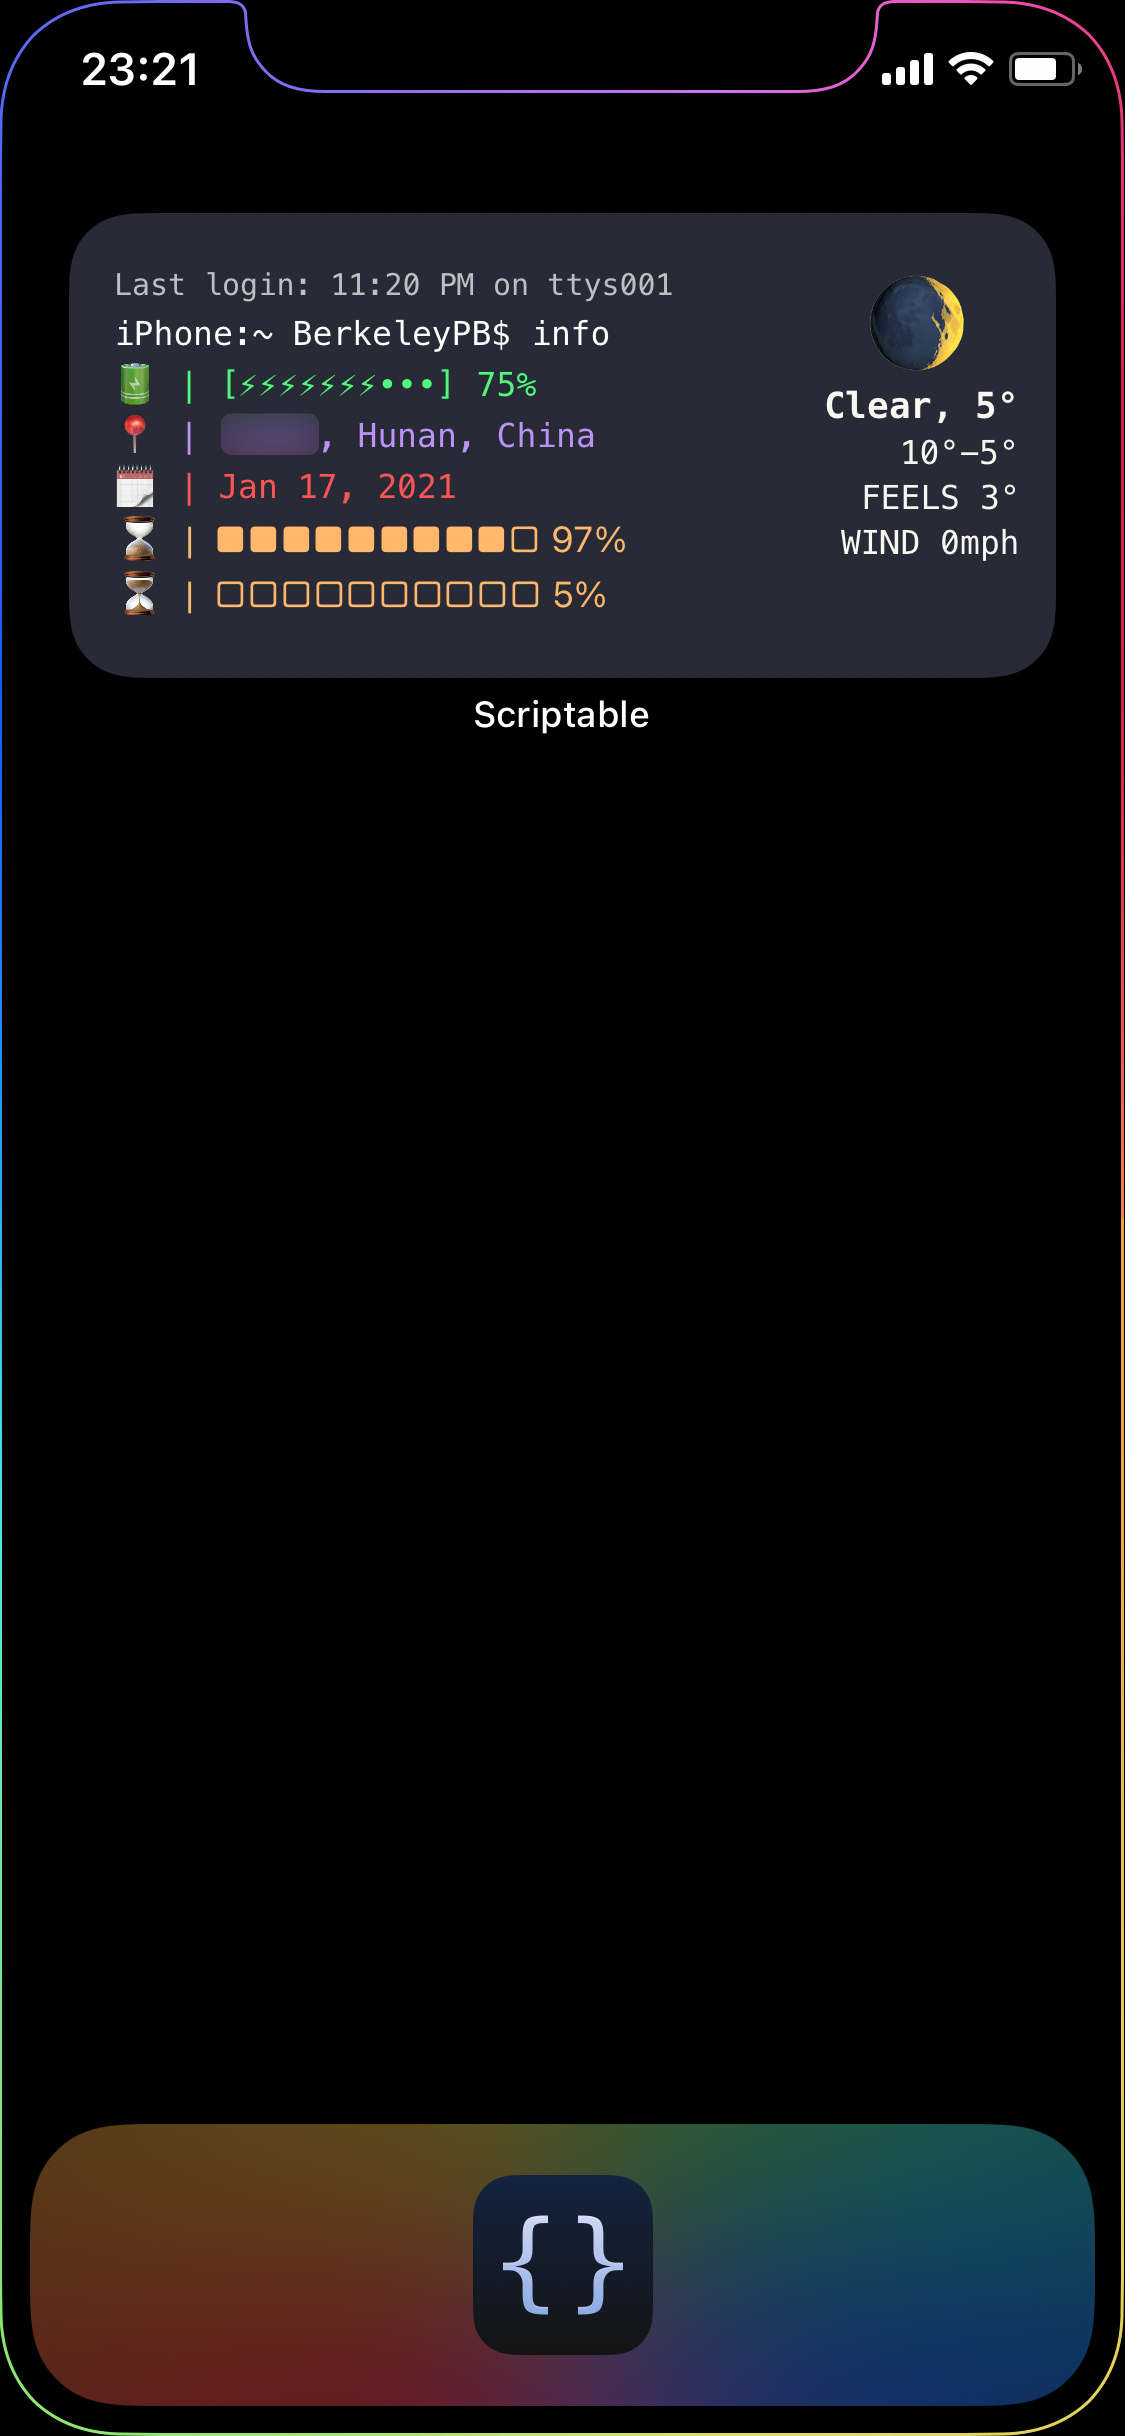 23:21
Last login: 11:20 PM on ttys001
iPhone:~ BerkeleyPB$ info
| [⚡⚡⚡⚡⚡⚡⚡•••] 75%
| , Hunan, China
| Jan 17, 2021
| ■■■■■■■■■□ 97%
| □□□□□□□□□□ 5%
Clear, 5°
10°–5°
FEELS 3°
WIND 0mph
Scriptable
{}